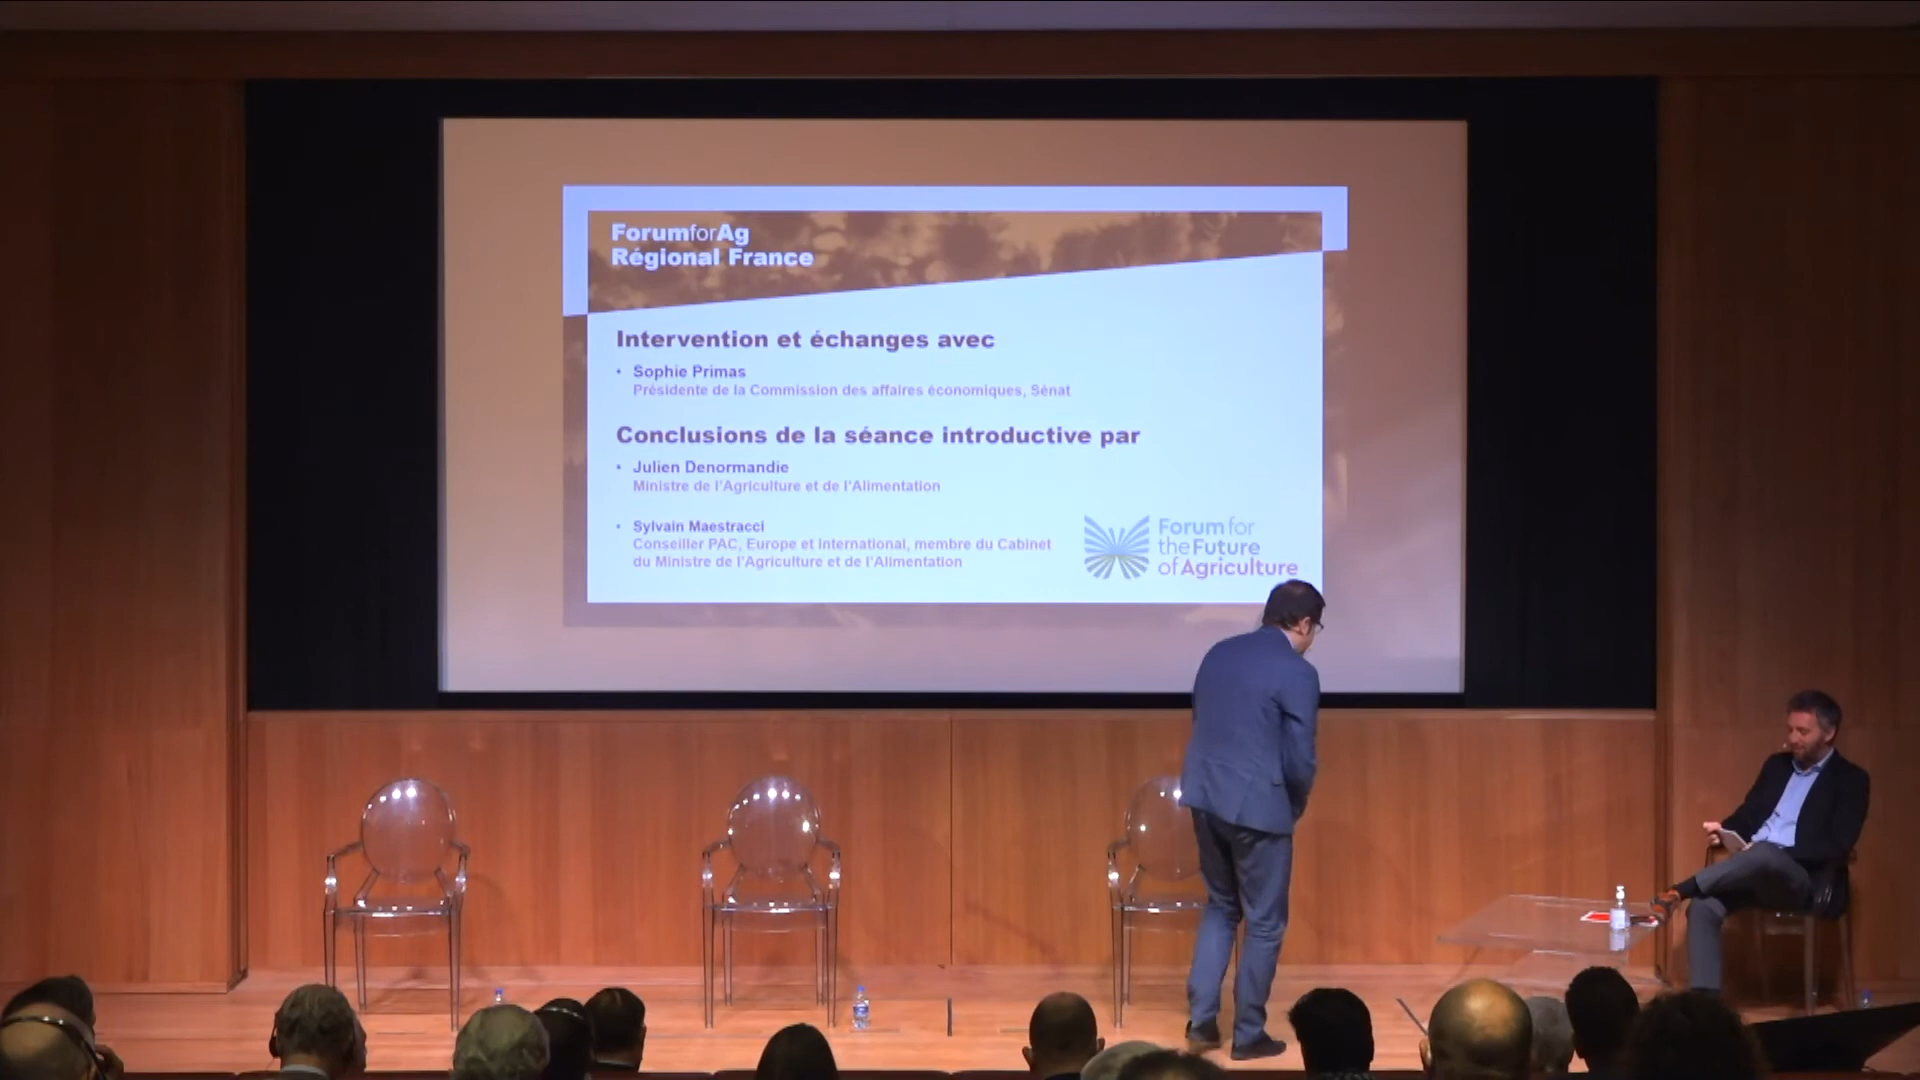 ForumforAg
Régional France
Intervention et échanges avec
• Sophie Primas
Présidente de la Commission des affaires économiques, Sénat
Conclusions de la séance introductive par
• Julien Denormandie
Ministre de l'Agriculture et de l'Alimentation
• Sylvain Maestracci
Conseiller PAC, Europe et International, membre du Cabinet
du Ministre de l'Agriculture et de l'Alimentation
Forum for
the Future
of Agriculture